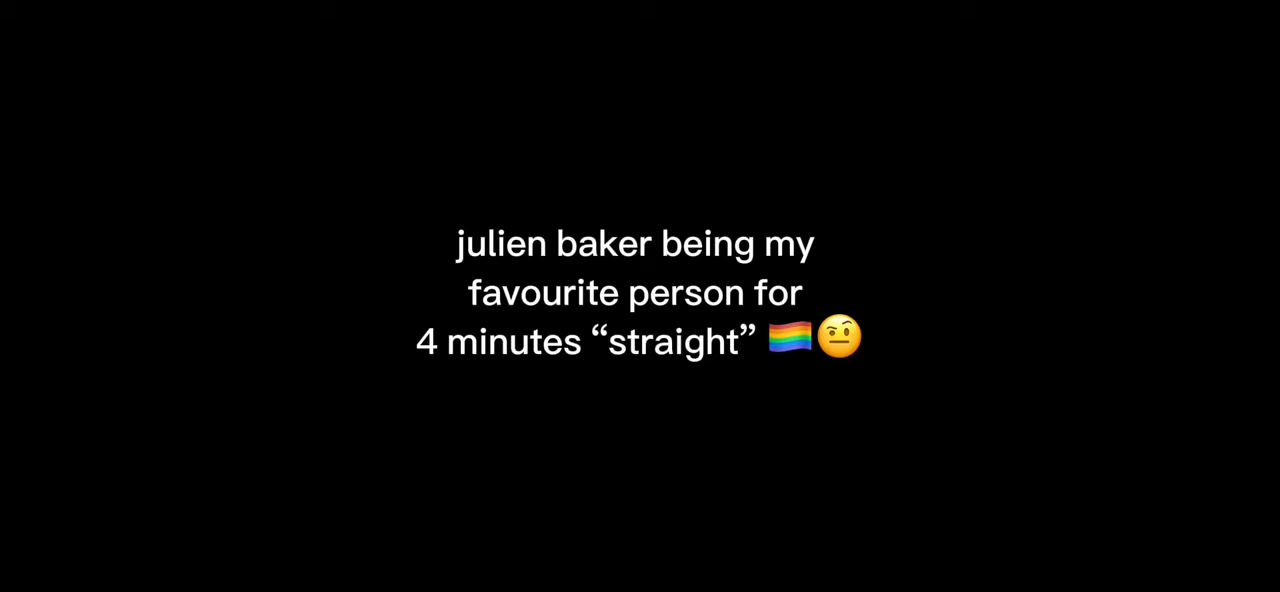 julien baker being my
favourite person for
4 minutes “straight” 🏳️‍🌈🤨